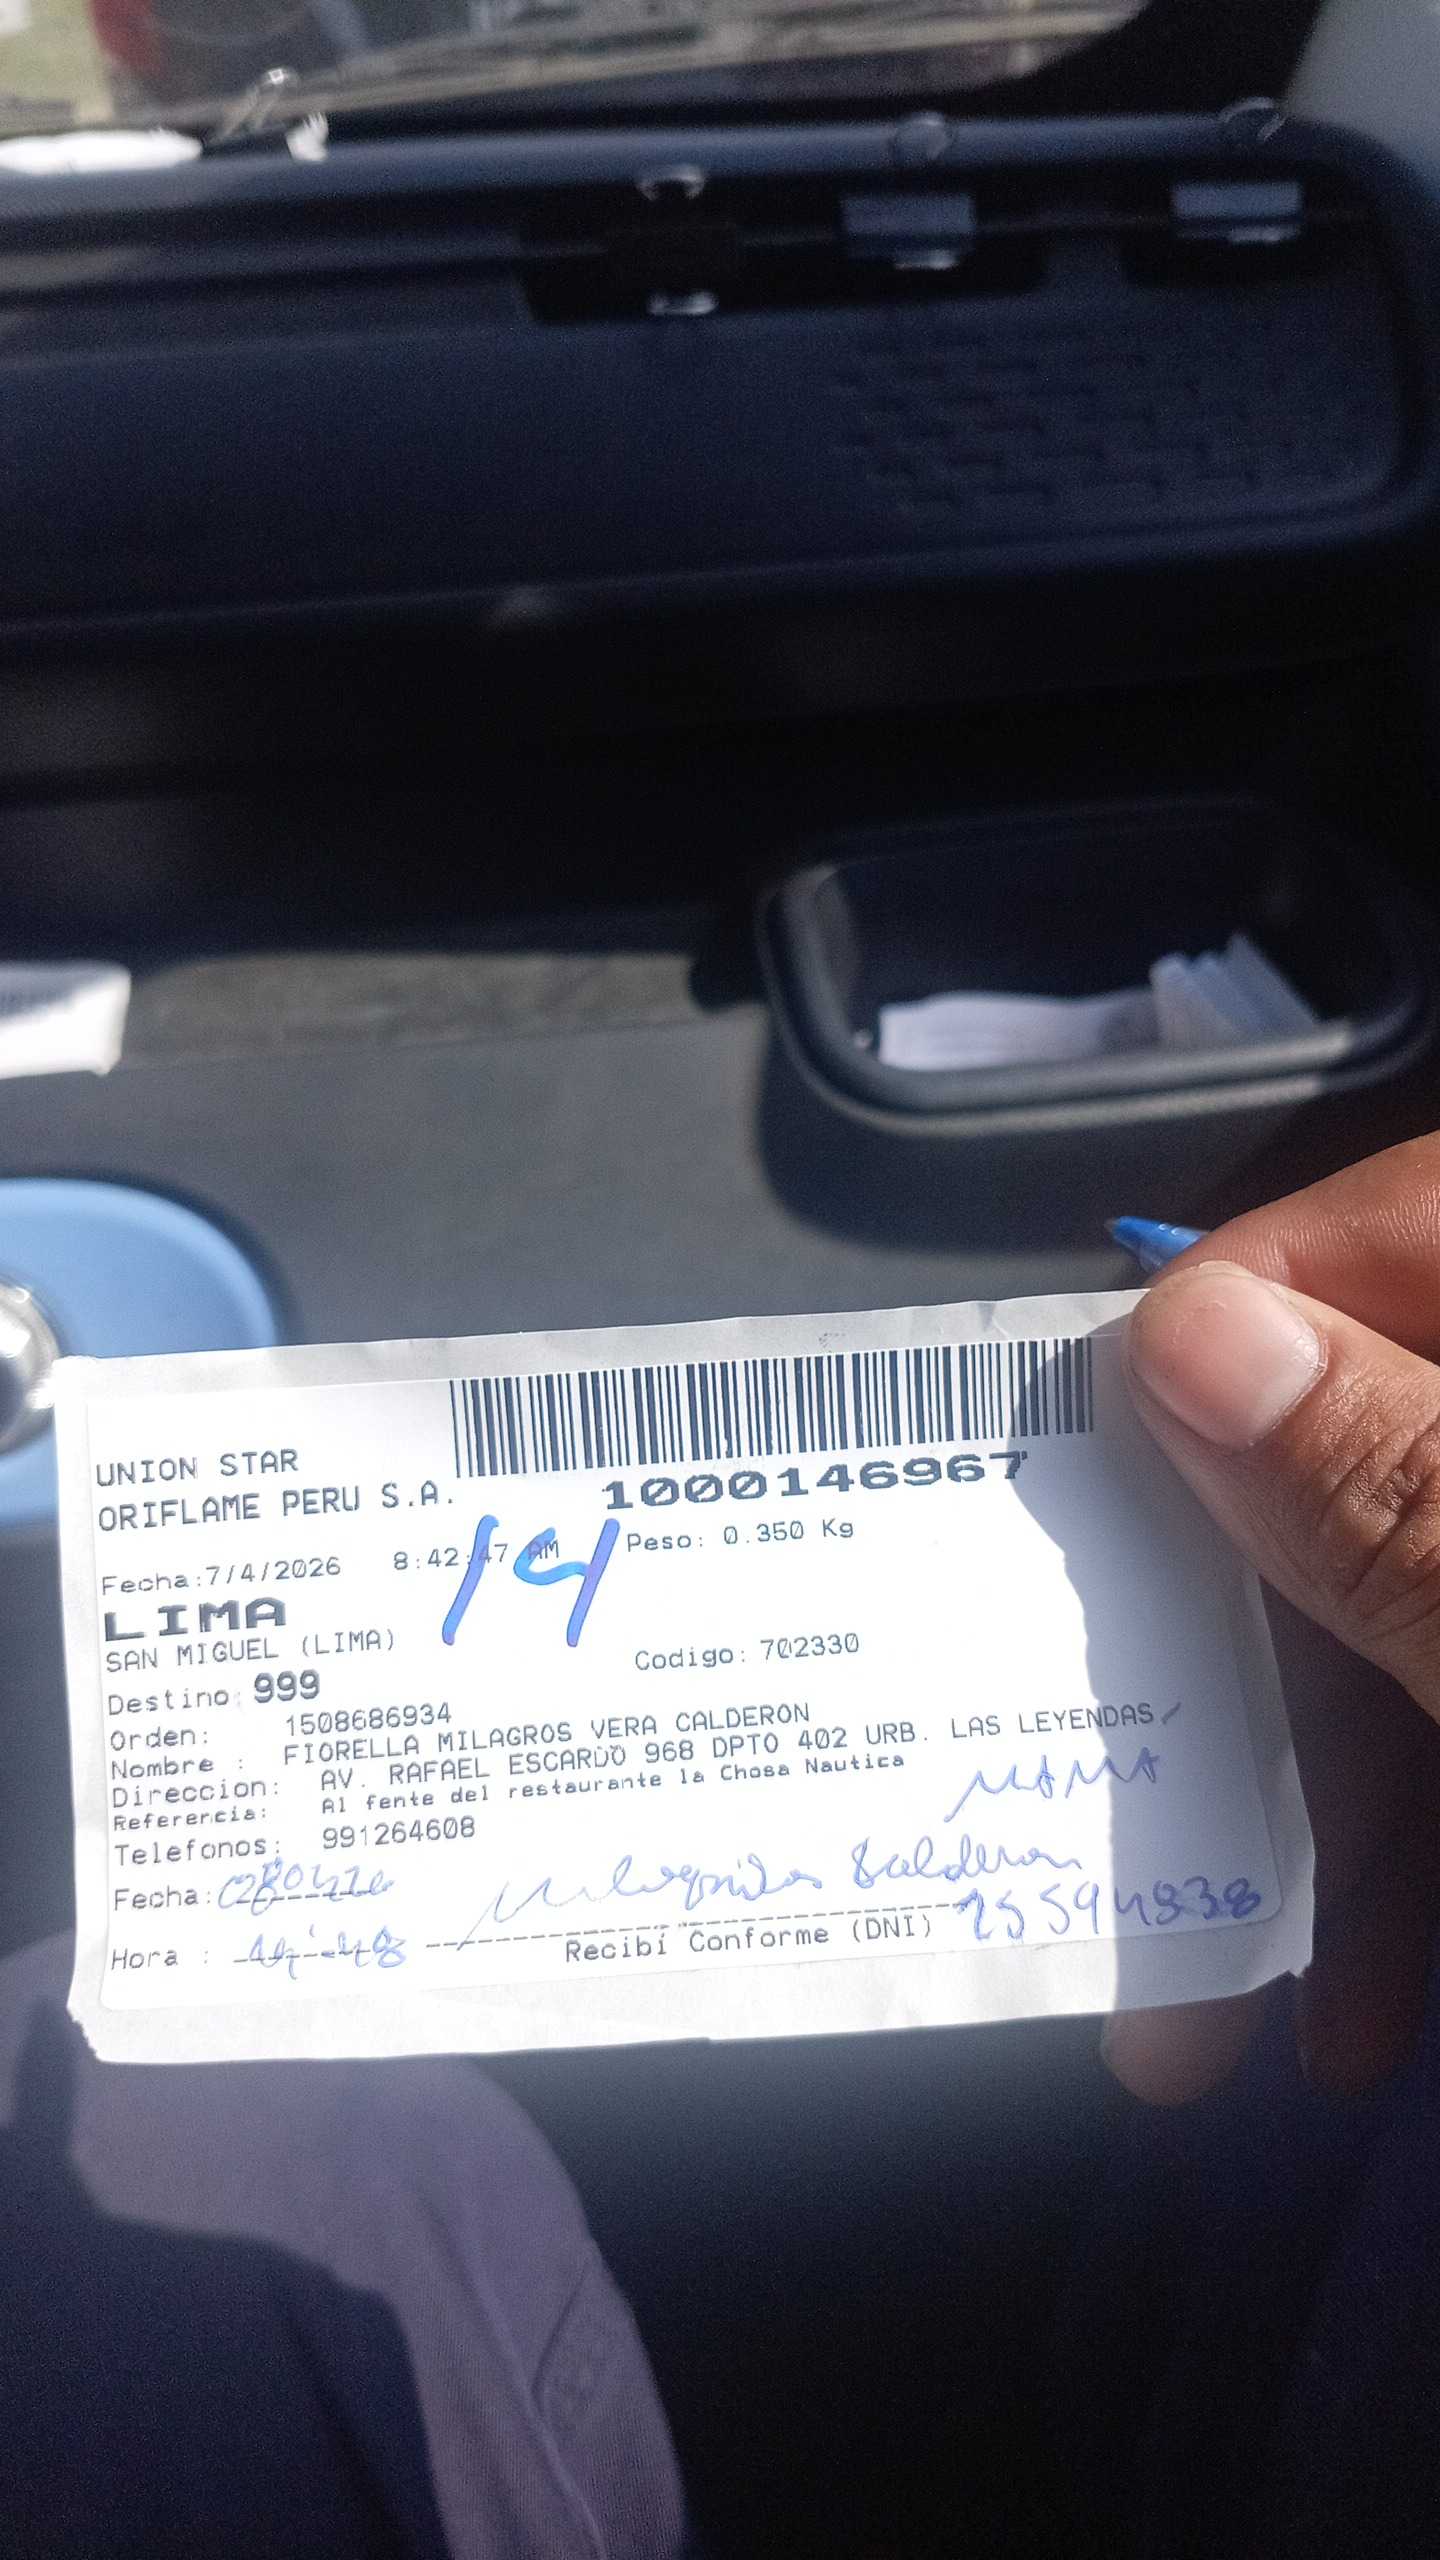 UNION STAR
ORIFLAME PERU S.A.
1000146967
Fecha:7/4/2026 8:42:47 AM Peso: 0.350 Kg
14
LIMA
SAN MIGUEL (LIMA)
Destino: 999 Codigo: 702330
Orden: 1508686934
Nombre : FIORELLA MILAGROS VERA CALDERON
Direccion: AV. RAFAEL ESCARDO 968 DPTO 402 URB. LAS LEYENDAS
Referencia: Al fente del restaurante la Chosa Nautica
MAMA
Telefonos: 991264608
Fecha:
Calderon
Hora : Recibí Conforme (DNI) 25594838